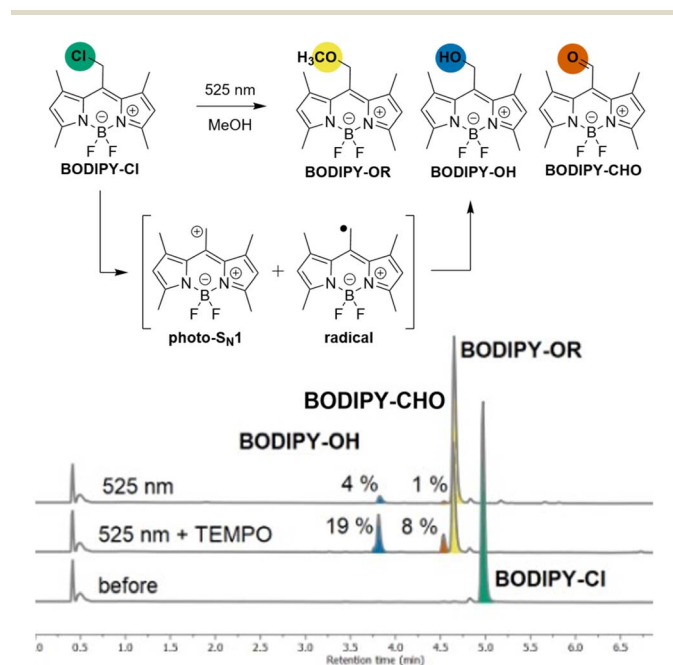 Cl
525 nm
MeOH
H₃CO
HO
O
N B N
⊖ ⊕
F F
N B N
⊖ ⊕
F F
N B N
⊖ ⊕
F F
N B N
⊖ ⊕
F F
BODIPY-Cl
BODIPY-OR
BODIPY-OH
BODIPY-CHO
⊕
+
•
N B N
⊖ ⊕
F F
N B N
⊖ ⊕
F F
photo-Sₙ1
radical
BODIPY-OR
BODIPY-CHO
BODIPY-OH
525 nm
4 %
1 %
525 nm + TEMPO
19 %
8 %
before
BODIPY-Cl
.0 0.5 1.0 1.5 2.0 2.5 3.0 3.5 4.0 4.5 5.0 5.5 6.0 6.5
Retention time (min)